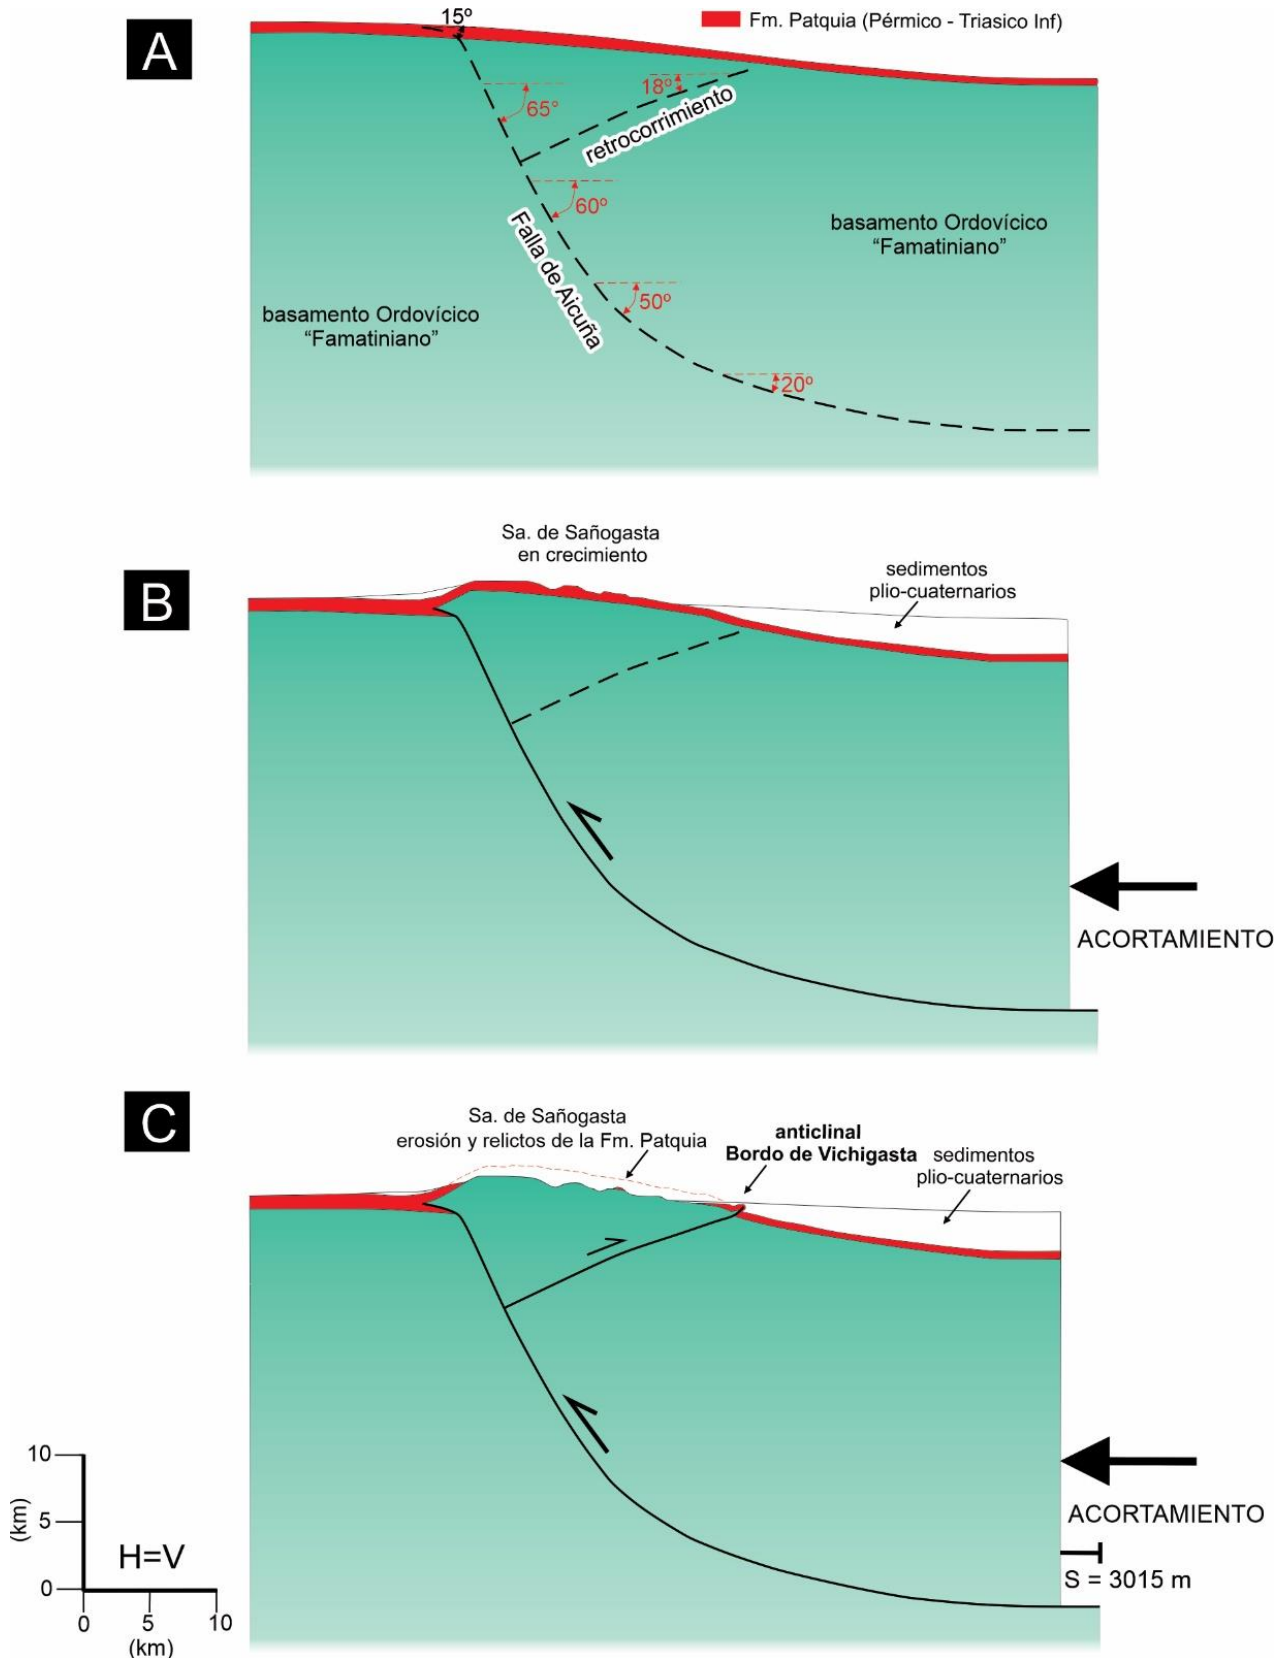 A
15º
Fm. Patquia (Pérmico - Triasico Inf)
65º
18º
retrocorrimiento
60º
Falla de Aicuña
basamento Ordovícico
“Famatiniano”
50º
basamento Ordovícico
“Famatiniano”
20º
B
Sa. de Sañogasta
en crecimiento
sedimentos
plio-cuaternarios
ACORTAMIENTO
C
Sa. de Sañogasta
erosión y relictos de la Fm. Patquia
anticlinal
Bordo de Vichigasta
sedimentos
plio-cuaternarios
ACORTAMIENTO
S = 3015 m
10
5
0
(km)
H=V
0
5
10
(km)